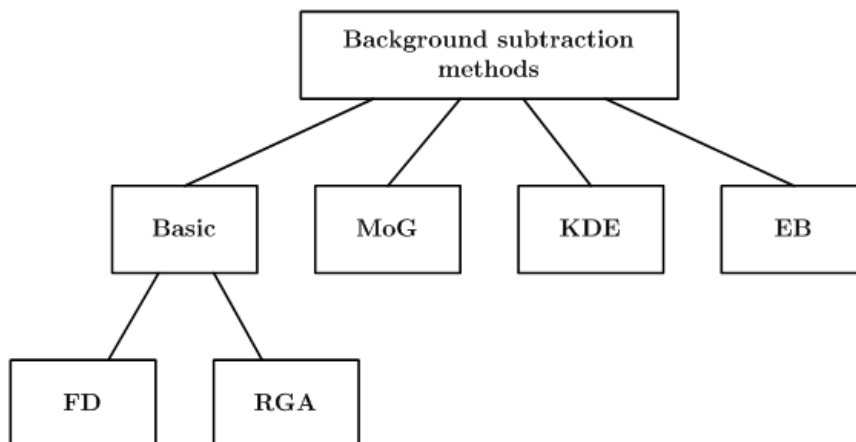 Background subtraction
methods
Basic
MoG
KDE
EB
FD
RGA